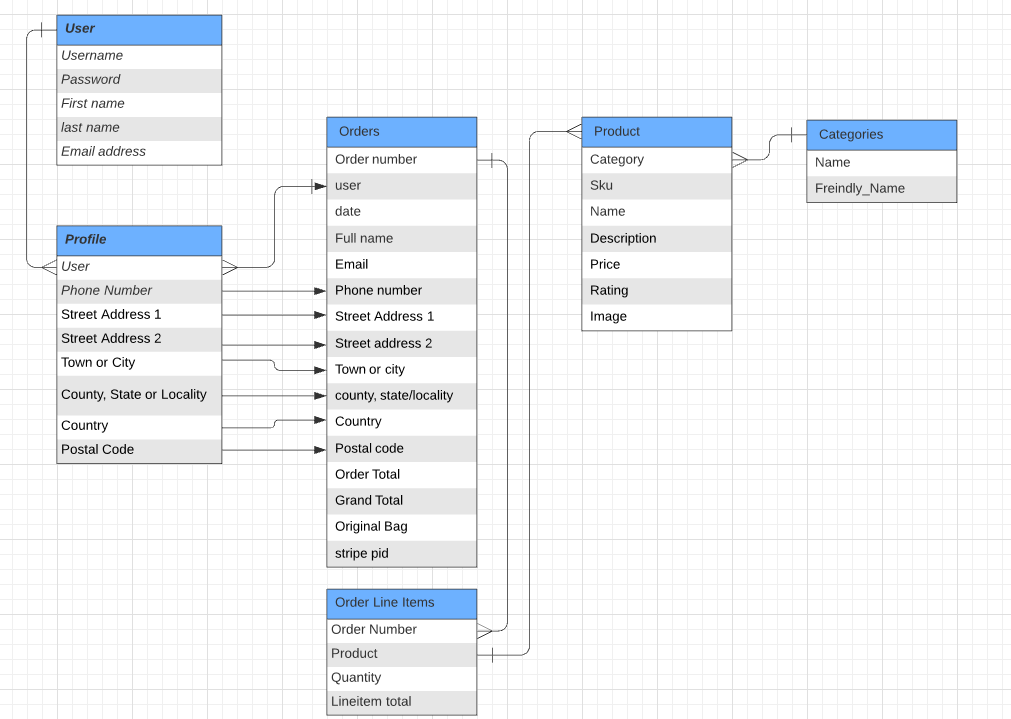 User
Username
Password
First name
last name
Email address
Profile
User
Phone Number
Street Address 1
Street Address 2
Town or City
County, State or Locality
Country
Postal Code
Orders
Order number
user
date
Full name
Email
Phone number
Street Address 1
Street address 2
Town or city
county, state/locality
Country
Postal code
Order Total
Grand Total
Original Bag
stripe pid
Order Line Items
Order Number
Product
Quantity
Lineitem total
Product
Category
Sku
Name
Description
Price
Rating
Image
Categories
Name
Freindly_Name